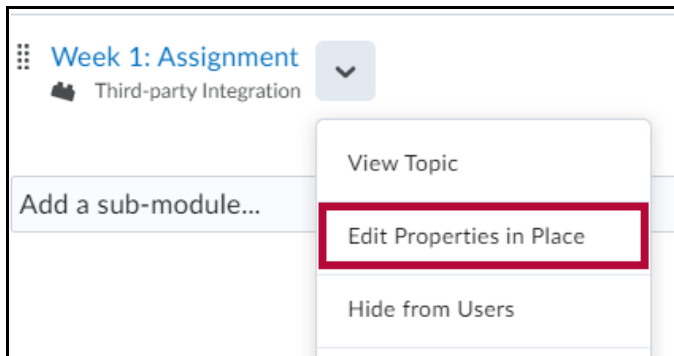 Week 1: Assignment
Third-party Integration
View Topic
Add a sub-module...
Edit Properties in Place
Hide from Users